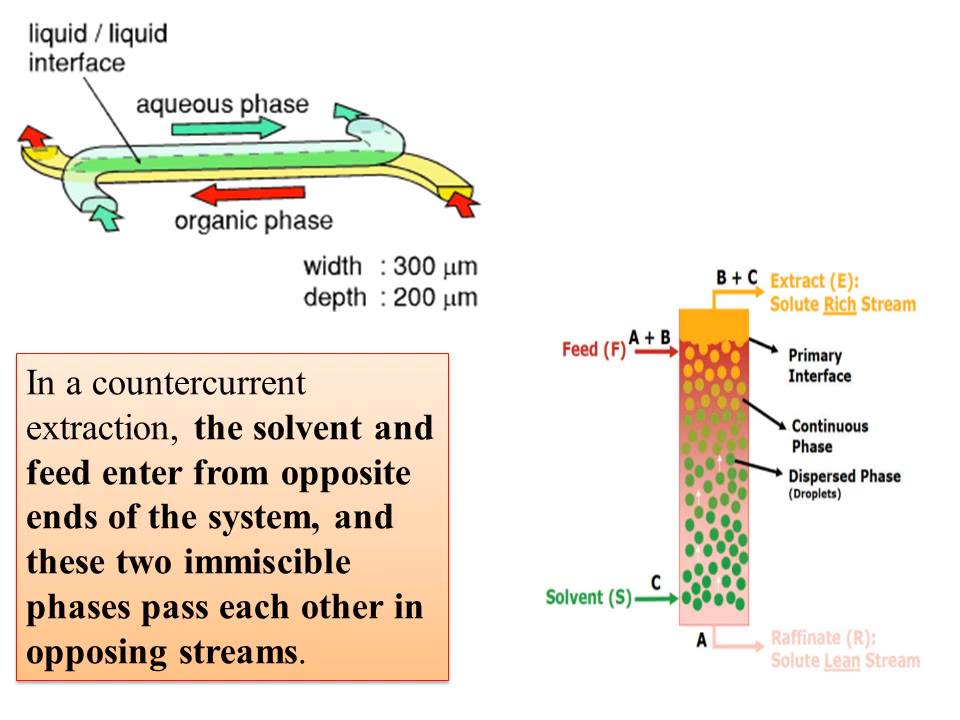 liquid / liquid
interface
aqueous phase
organic phase
width : 300 μm
depth : 200 μm
In a countercurrent
extraction, the solvent and
feed enter from opposite
ends of the system, and
these two immiscible
phases pass each other in
opposing streams.
B + C
Extract (E):
Solute Rich Stream
Feed (F)
A + B
Primary
Interface
Continuous
Phase
Dispersed Phase
(Droplets)
Solvent (S)
C
A
Raffinate (R):
Solute Lean Stream